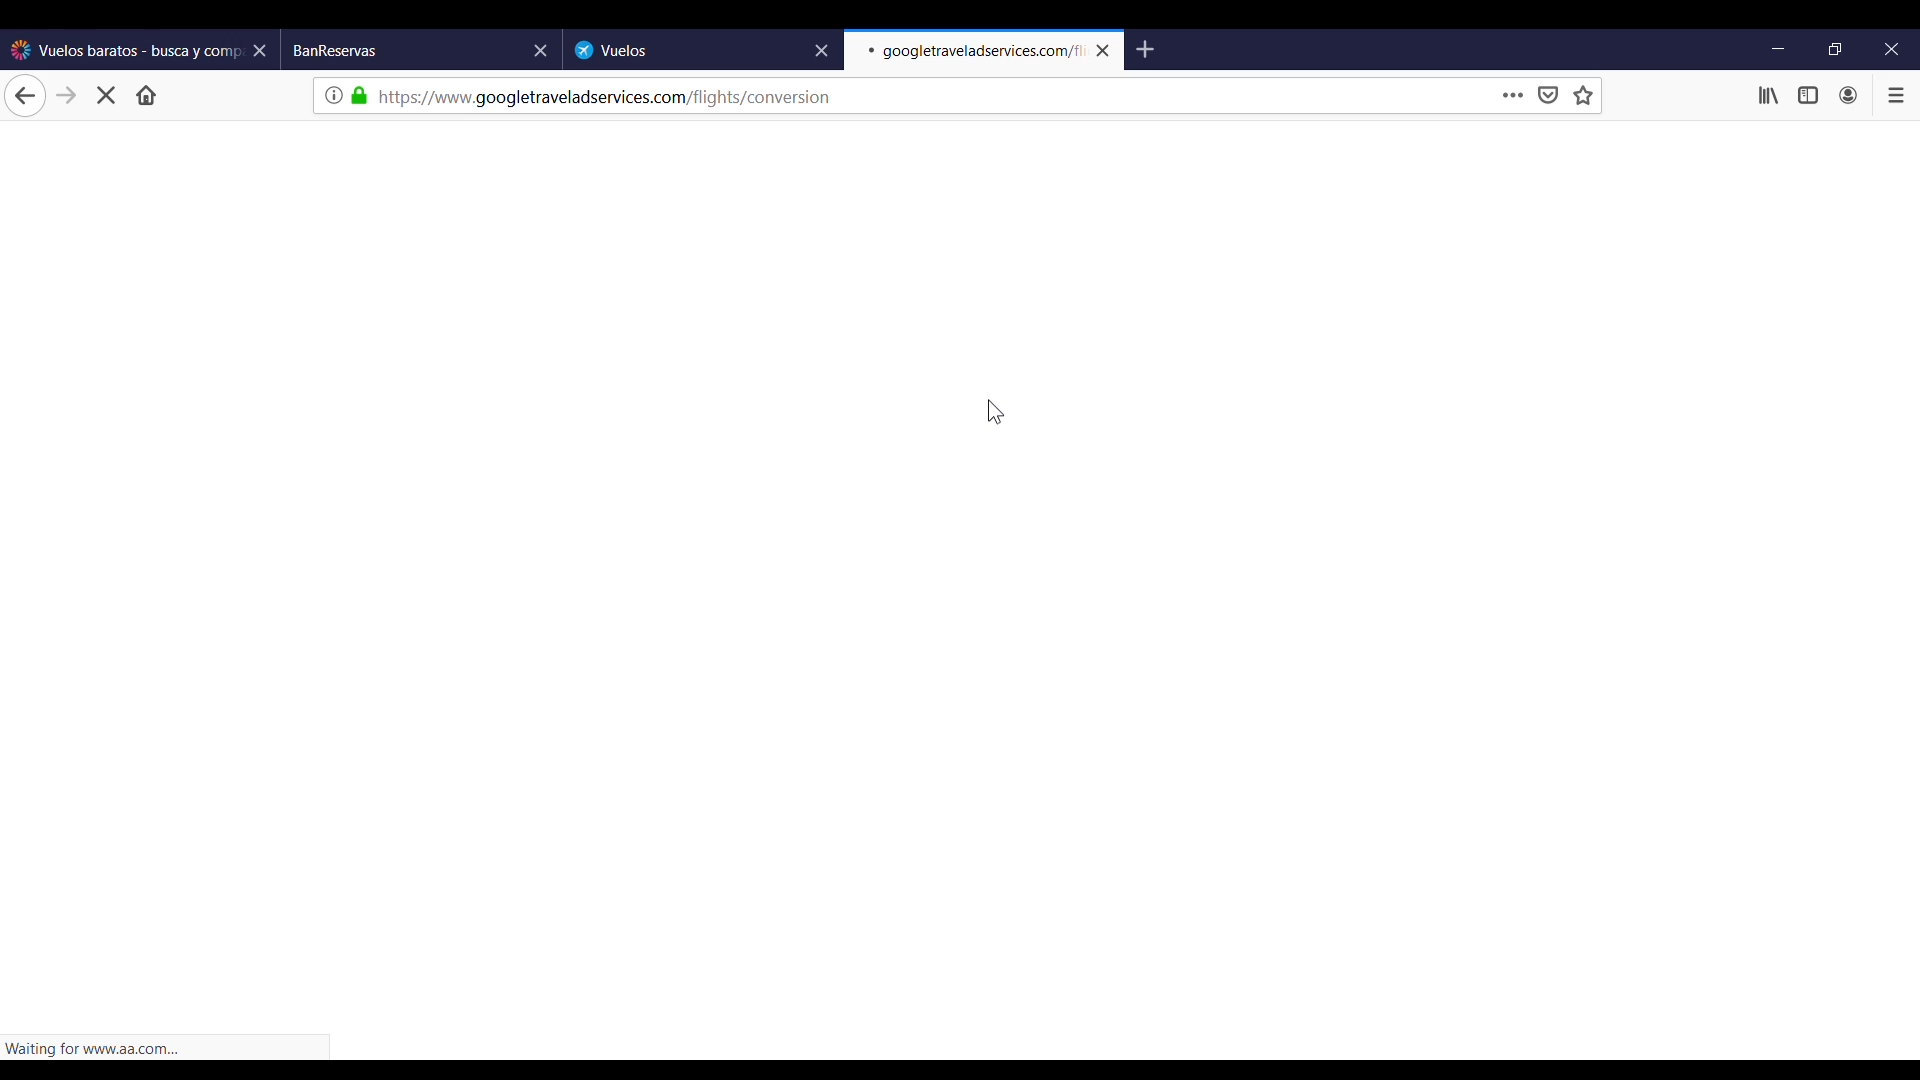 Vuelos baratos - busca y comp
BanReservas
Vuelos
googletraveladservices.com/fli
https://www.googletraveladservices.com/flights/conversion
Waiting for www.aa.com...